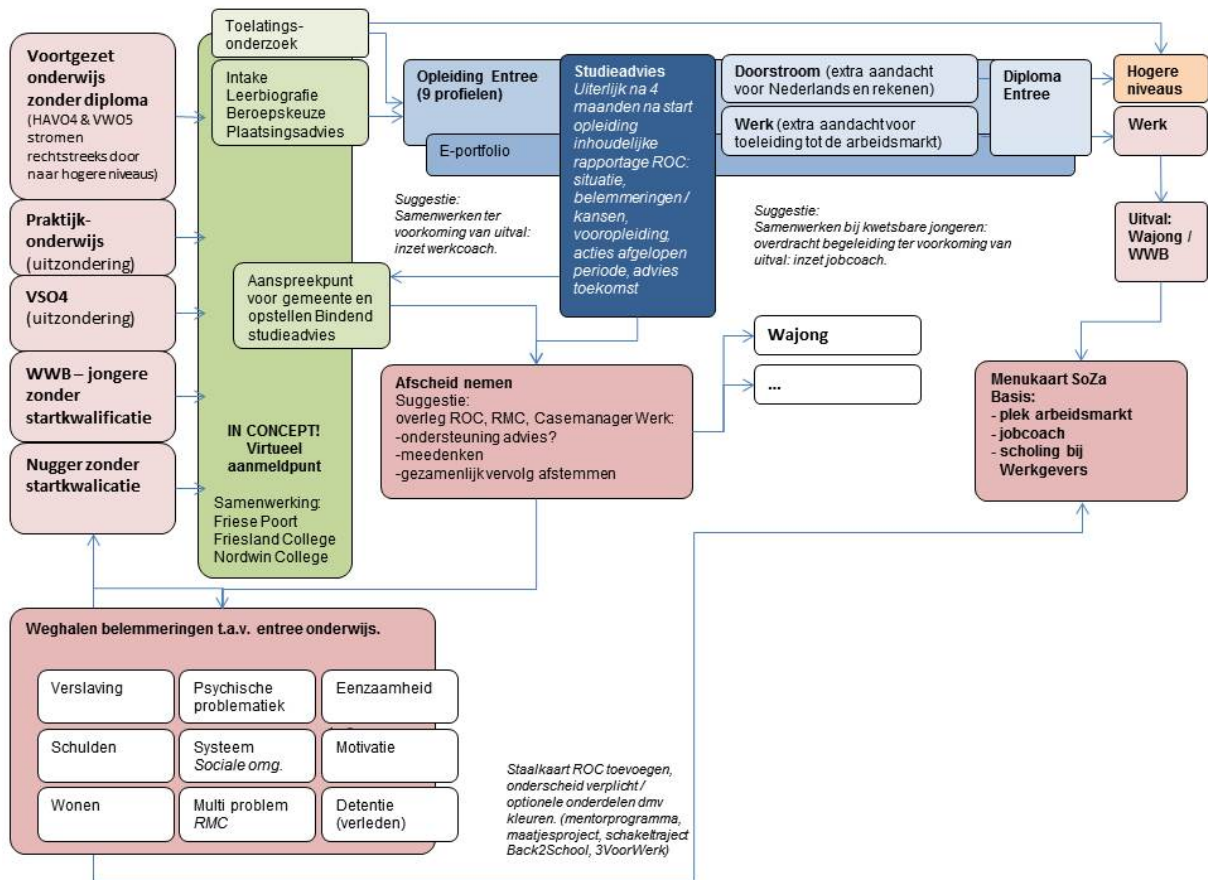 Toelatings-
onderzoek
Voortgezet
onderwijs
zonder diploma
(HAVO4 & VWO5
stromen
rechtstreeks door
naar hogere niveaus)
Praktijk-
onderwijs
(uitzondering)
VSO4
(uitzondering)
WWB – jongere
zonder
startkwalificatie
Nugger zonder
startkwalicatie
Intake
Leerbiografie
Beroepskeuze
Plaatsingsadvies
Aanspreekpunt
voor gemeente en
opstellen Bindend
studieadvies
IN CONCEPT!
Virtueel
aanmeldpunt
Samenwerking:
Friese Poort
Friesland College
Nordwin College
Opleiding Entree
(9 profielen)
E-portfolio
Studieadvies
Uiterlijk na 4
maanden na start
opleiding
inhoudelijke
rapportage ROC:
situatie,
belemmeringen /
kansen,
vooropleiding,
acties afgelopen
periode, advies
toekomst
Doorstroom (extra aandacht
voor Nederlands en rekenen)
Werk (extra aandacht voor
toeleiding tot de arbeidsmarkt)
Diploma
Entree
Hogere
niveaus
Werk
Suggestie:
Samenwerken ter
voorkoming van uitval:
inzet werkcoach.
Suggestie:
Samenwerken bij kwetsbare jongeren:
overdracht begeleiding ter voorkoming van
uitval: inzet jobcoach.
Uitval:
Wajong /
WWB
Afscheid nemen
Suggestie:
overleg ROC, RMC, Casemanager Werk:
-ondersteuning advies?
-meedenken
-gezamenlijk vervolg afstemmen
Wajong
...
Menukaart SoZa
Basis:
- plek arbeidsmarkt
- jobcoach
- scholing bij
Werkgevers
Weghalen belemmeringen t.a.v. entree onderwijs.
Verslaving
Psychische
problematiek
Eenzaamheid
Schulden
Systeem
Sociale omg.
Motivatie
Wonen
Multi problem
RMC
Detentie
(verleden)
Staalkaart ROC toevoegen,
onderscheid verplicht /
optionele onderdelen dmv
kleuren. (mentorprogramma,
maatjesproject, schakeltraject
Back2School, 3VoorWerk)